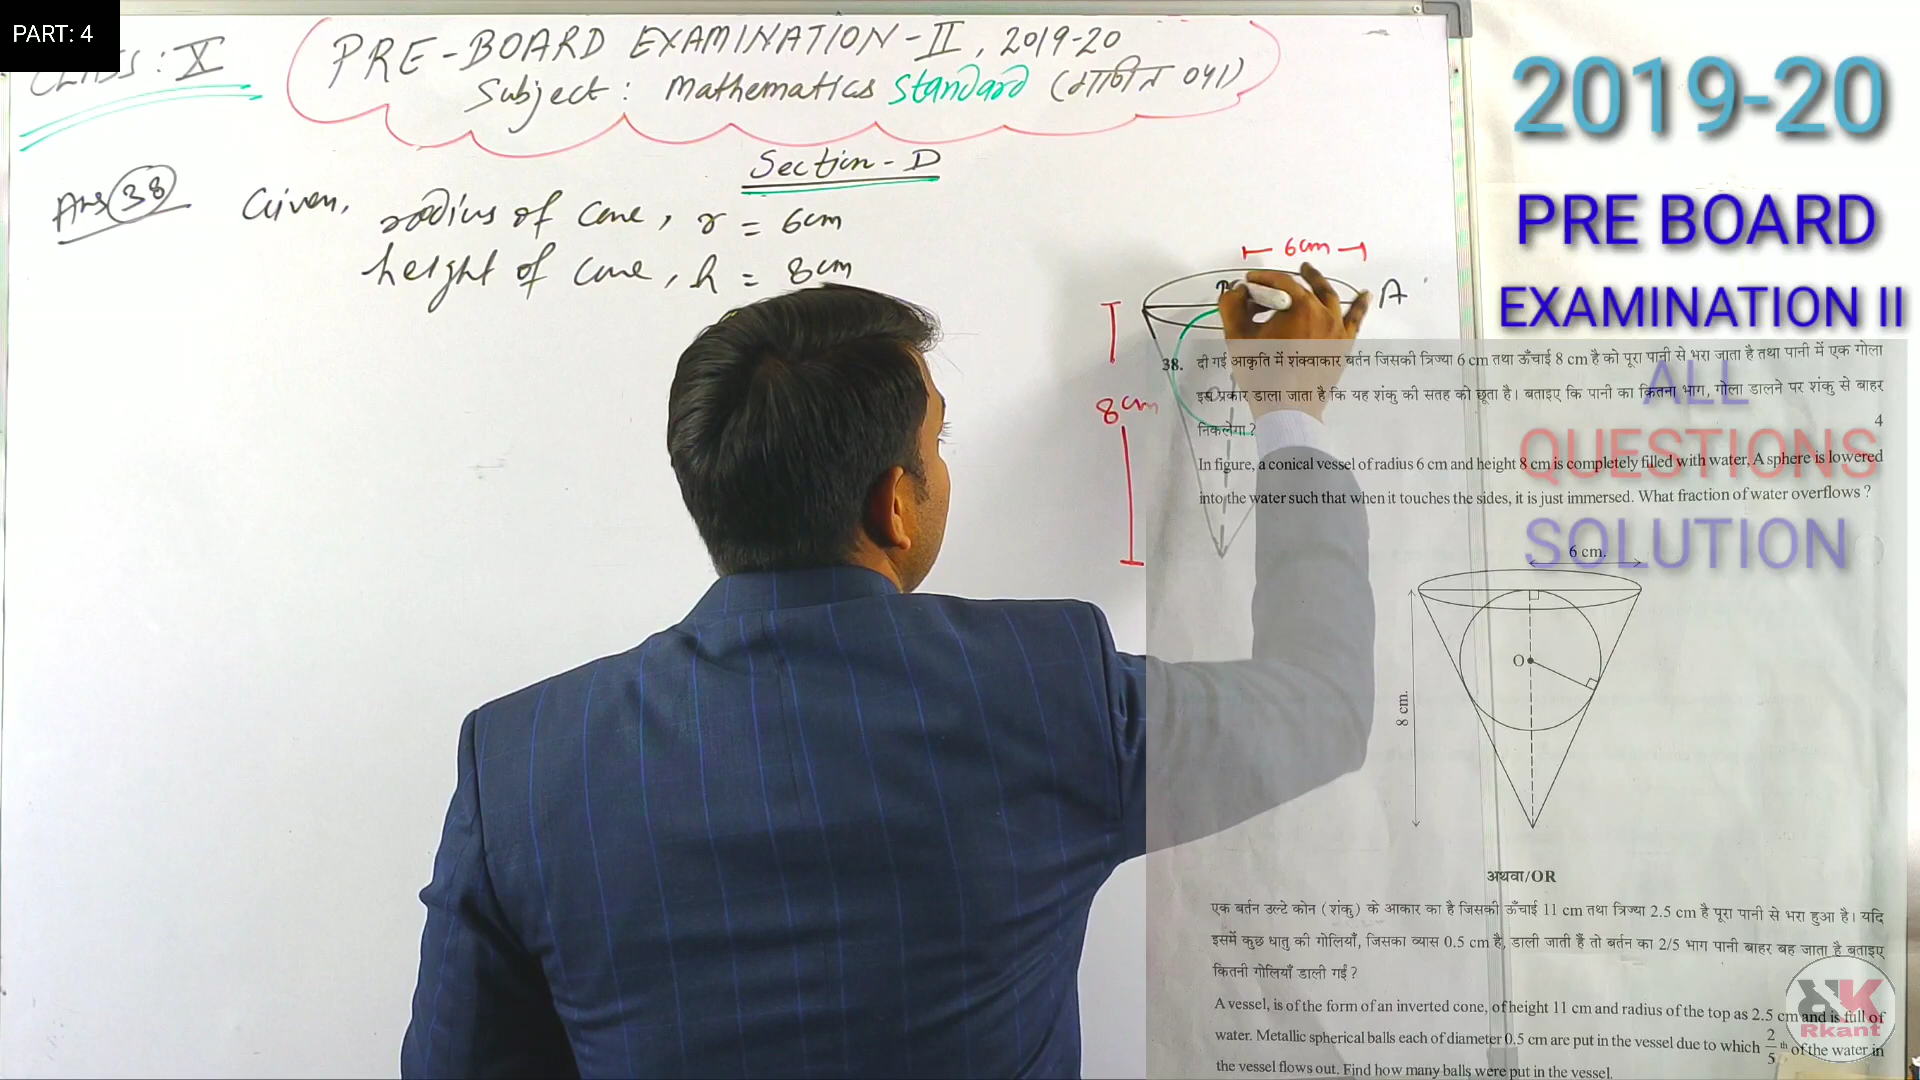 PART: 4
CLASS: X
PRE-BOARD EXAMINATION-II, 2019-20
Subject: Mathematics Standard (गणित 041)
Section-D
Ans 38 Given, radius of cone, r = 6cm
height of cone, h = 8cm
6cm
A
8cm
2019-20
PRE BOARD
EXAMINATION II
ALL
QUESTIONS
SOLUTION
38. दी गई आकृति में शंक्वाकार बर्तन जिसकी त्रिज्या 6 cm तथा ऊँचाई 8 cm है को पूरा पानी से भरा जाता है तथा पानी में एक गोला
इस प्रकार डाला जाता है कि यह शंकु की सतह को छूता है। बताइए कि पानी का कितना भाग, गोला डालने पर शंकु से बाहर
निकलेगा ? 4
In figure, a conical vessel of radius 6 cm and height 8 cm is completely filled with water, A sphere is lowered
into the water such that when it touches the sides, it is just immersed. What fraction of water overflows ?
6 cm.
O
8 cm.
अथवा/OR
एक बर्तन उल्टे कोन (शंकु) के आकार का है जिसकी ऊँचाई 11 cm तथा त्रिज्या 2.5 cm है पूरा पानी से भरा हुआ है। यदि
इसमें कुछ धातु की गोलियाँ, जिसका व्यास 0.5 cm है, डाली जाती हैं तो बर्तन का 2/5 भाग पानी बाहर बह जाता है बताइए
कितनी गोलियाँ डाली गई ?
A vessel, is of the form of an inverted cone, of height 11 cm and radius of the top as 2.5 cm and is full of
water. Metallic spherical balls each of diameter 0.5 cm are put in the vessel due to which 2/5 th of the water in
the vessel flows out. Find how many balls were put in the vessel.
RK
Rkant